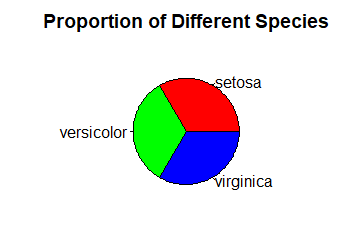 Proportion of Different Species
setosa
versicolor
virginica